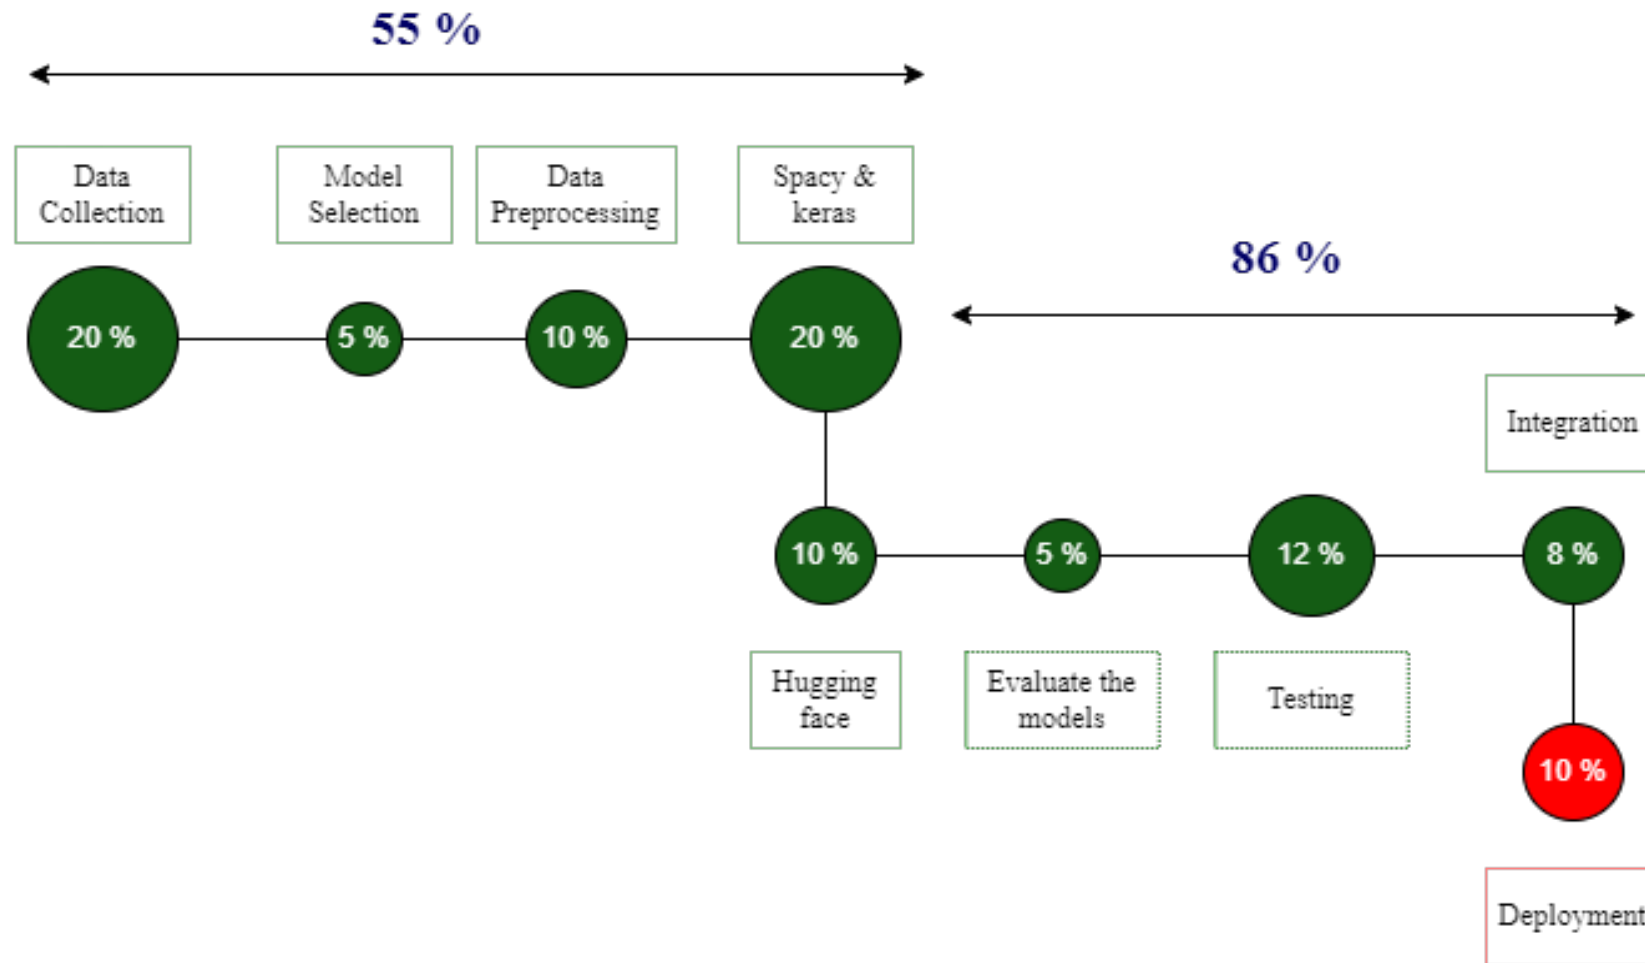 55 %
Data
Collection
Model
Selection
Data
Preprocessing
Spacy &
keras
86 %
20 %
5 %
10 %
20 %
Integration
10 %
5 %
12 %
8 %
Hugging
face
Evaluate the
models
Testing
10 %
Deployment